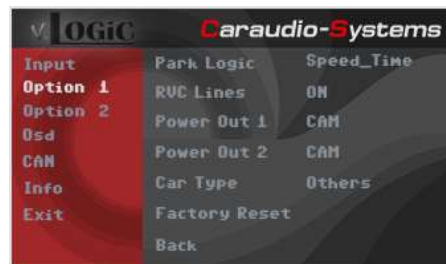 v. LOGiC Caraudio-Systems
Input
Option 1
Option 2
Osd
CAN
Info
Exit
Park Logic Speed_Time
RVC Lines ON
Power Out 1 CAM
Power Out 2 CAM
Car Type Others
Factory Reset
Back